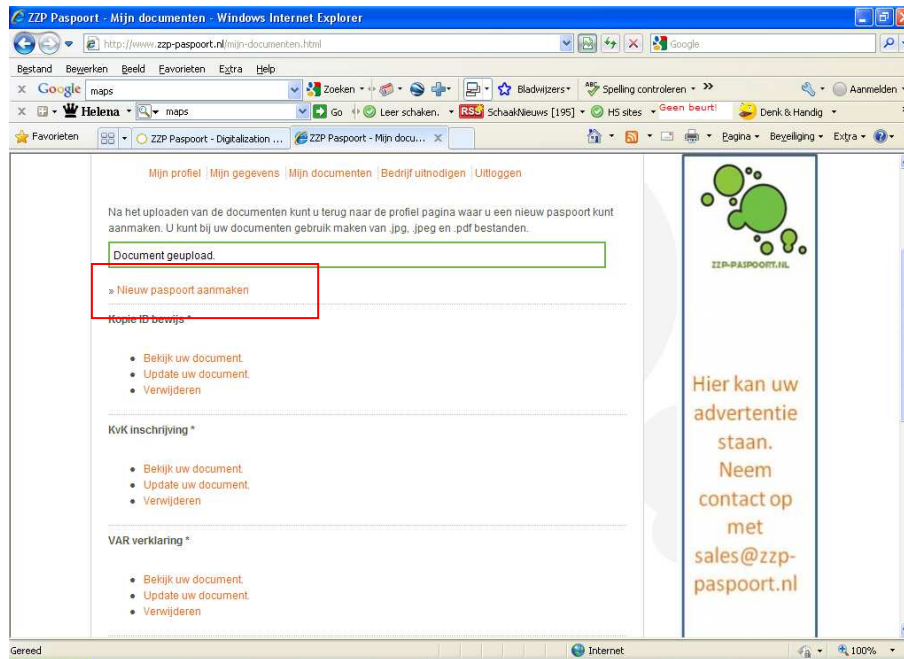 ZZP Paspoort - Mijn documenten - Windows Internet Explorer
http://www.zzp-paspoort.nl/mijn-documenten.html
Google
Bestand Bewerken Beeld Favorieten Extra Help
x Google maps Zoeken Bladwijzers ABC Spelling controleren » Aanmelden
x Helena maps Go Leer schaken. RSS SchaakNieuws [195] HS sites Geen beurt! Denk & Handig
Favorieten ZZP Paspoort - Digitalization ... ZZP Paspoort - Mijn docu... X Pagina Beveiliging Extra
Mijn profiel Mijn gegevens Mijn documenten Bedrijf uitnodigen Uitloggen
Na het uploaden van de documenten kunt u terug naar de profiel pagina waar u een nieuw paspoort kunt
aanmaken. U kunt bij uw documenten gebruik maken van .jpg, .jpeg en .pdf bestanden.
Document geupload.
» Nieuw paspoort aanmaken
Kopie ID bewijs *
Bekijk uw document.
Update uw document.
Verwijderen
KvK inschrijving *
Bekijk uw document.
Update uw document.
Verwijderen
VAR verklaring *
Bekijk uw document.
Update uw document.
Verwijderen
ZZP-PASPOORT.NL
Hier kan uw
advertentie
staan.
Neem
contact op
met
sales@zzp-
paspoort.nl
Gereed Internet 100%